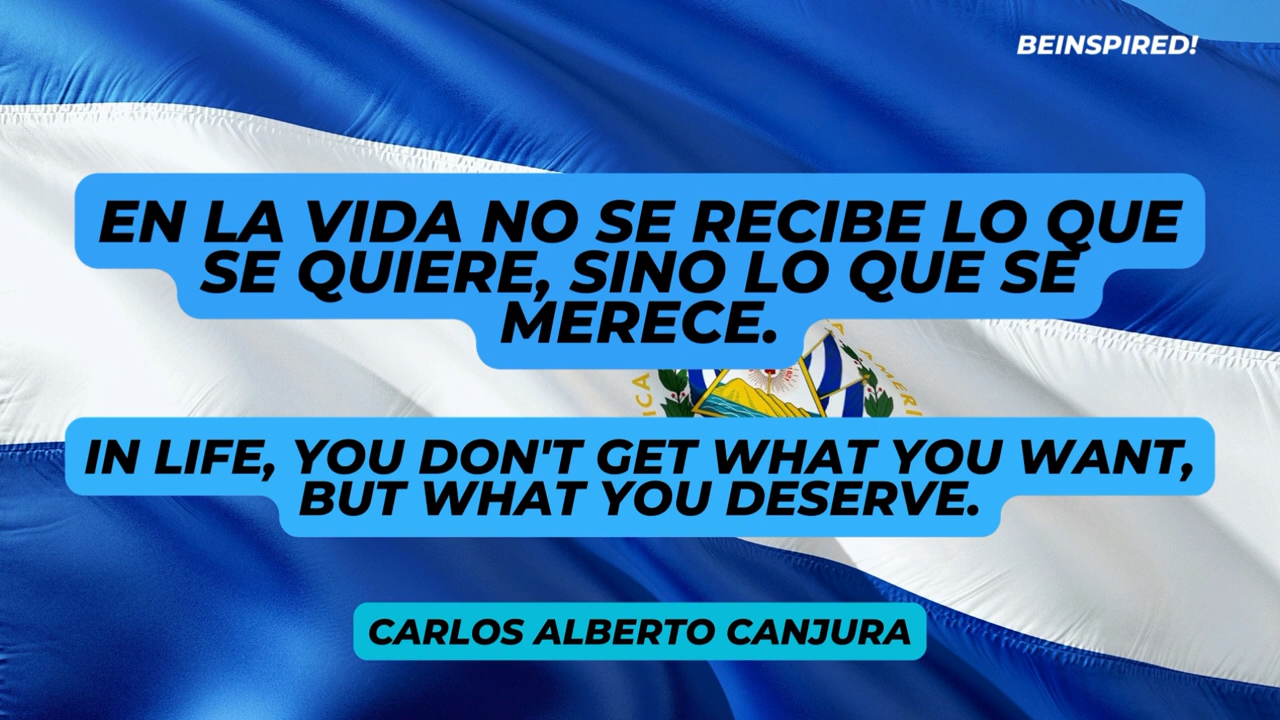 BEINSPIRED!
EN LA VIDA NO SE RECIBE LO QUE
SE QUIERE, SINO LO QUE SE
MERECE.
IN LIFE, YOU DON'T GET WHAT YOU WANT,
BUT WHAT YOU DESERVE.
CARLOS ALBERTO CANJURA